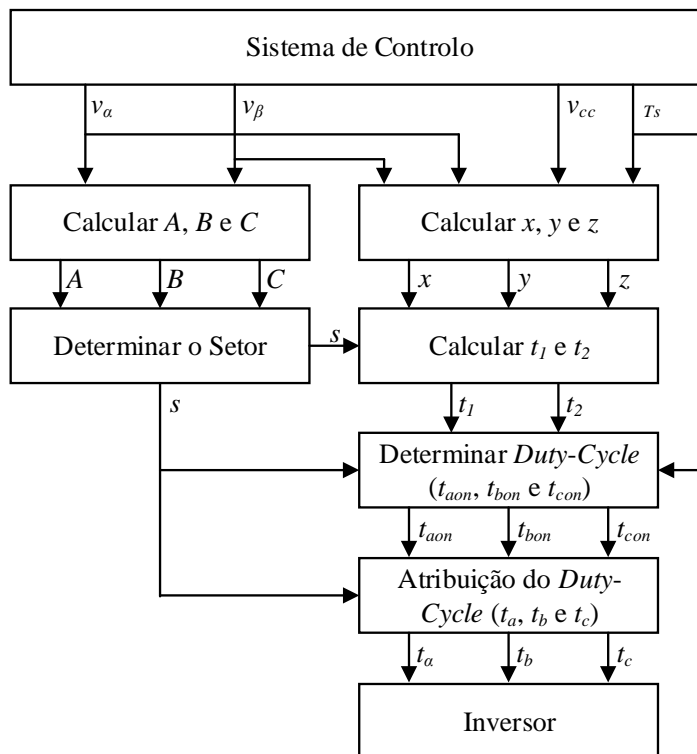 Sistema de Controlo
vα vβ vcc Ts
Calcular A, B e C
Calcular x, y e z
A B C
x y z
Determinar o Setor
s
Calcular t1 e t2
s
t1 t2
Determinar Duty-Cycle
(taon, tbon e tcon)
taon tbon tcon
Atribuição do Duty-
Cycle (ta, tb e tc)
tα tb tc
Inversor